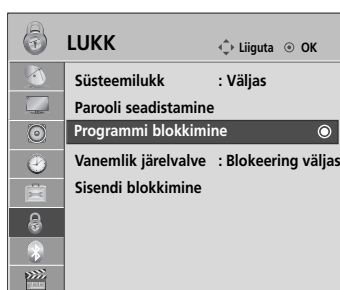 LUKK Liiguta OK
Süsteemilukk : Väljas
Parooli seadistamine
Programmi blokkimine
Vanemlik järelvalve : Blokeering väljas
Sisendi blokkimine